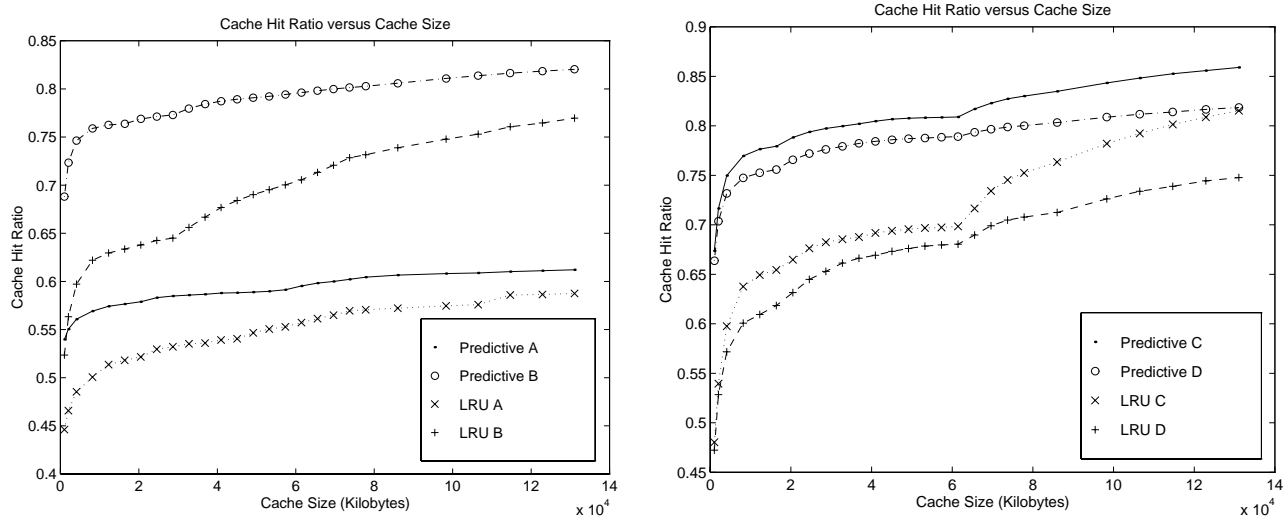 Cache Hit Ratio versus Cache Size
0.85
0.8
0.75
0.7
0.65
0.6
0.55
0.5
0.45
0.4
Cache Hit Ratio
0
2
4
6
8
10
12
14
x 10^4
Cache Size (Kilobytes)
Predictive A
Predictive B
LRU A
LRU B
Cache Hit Ratio versus Cache Size
0.9
0.85
0.8
0.75
0.7
0.65
0.6
0.55
0.5
0.45
Cache Hit Ratio
0
2
4
6
8
10
12
14
x 10^4
Cache Size (Kilobytes)
Predictive C
Predictive D
LRU C
LRU D